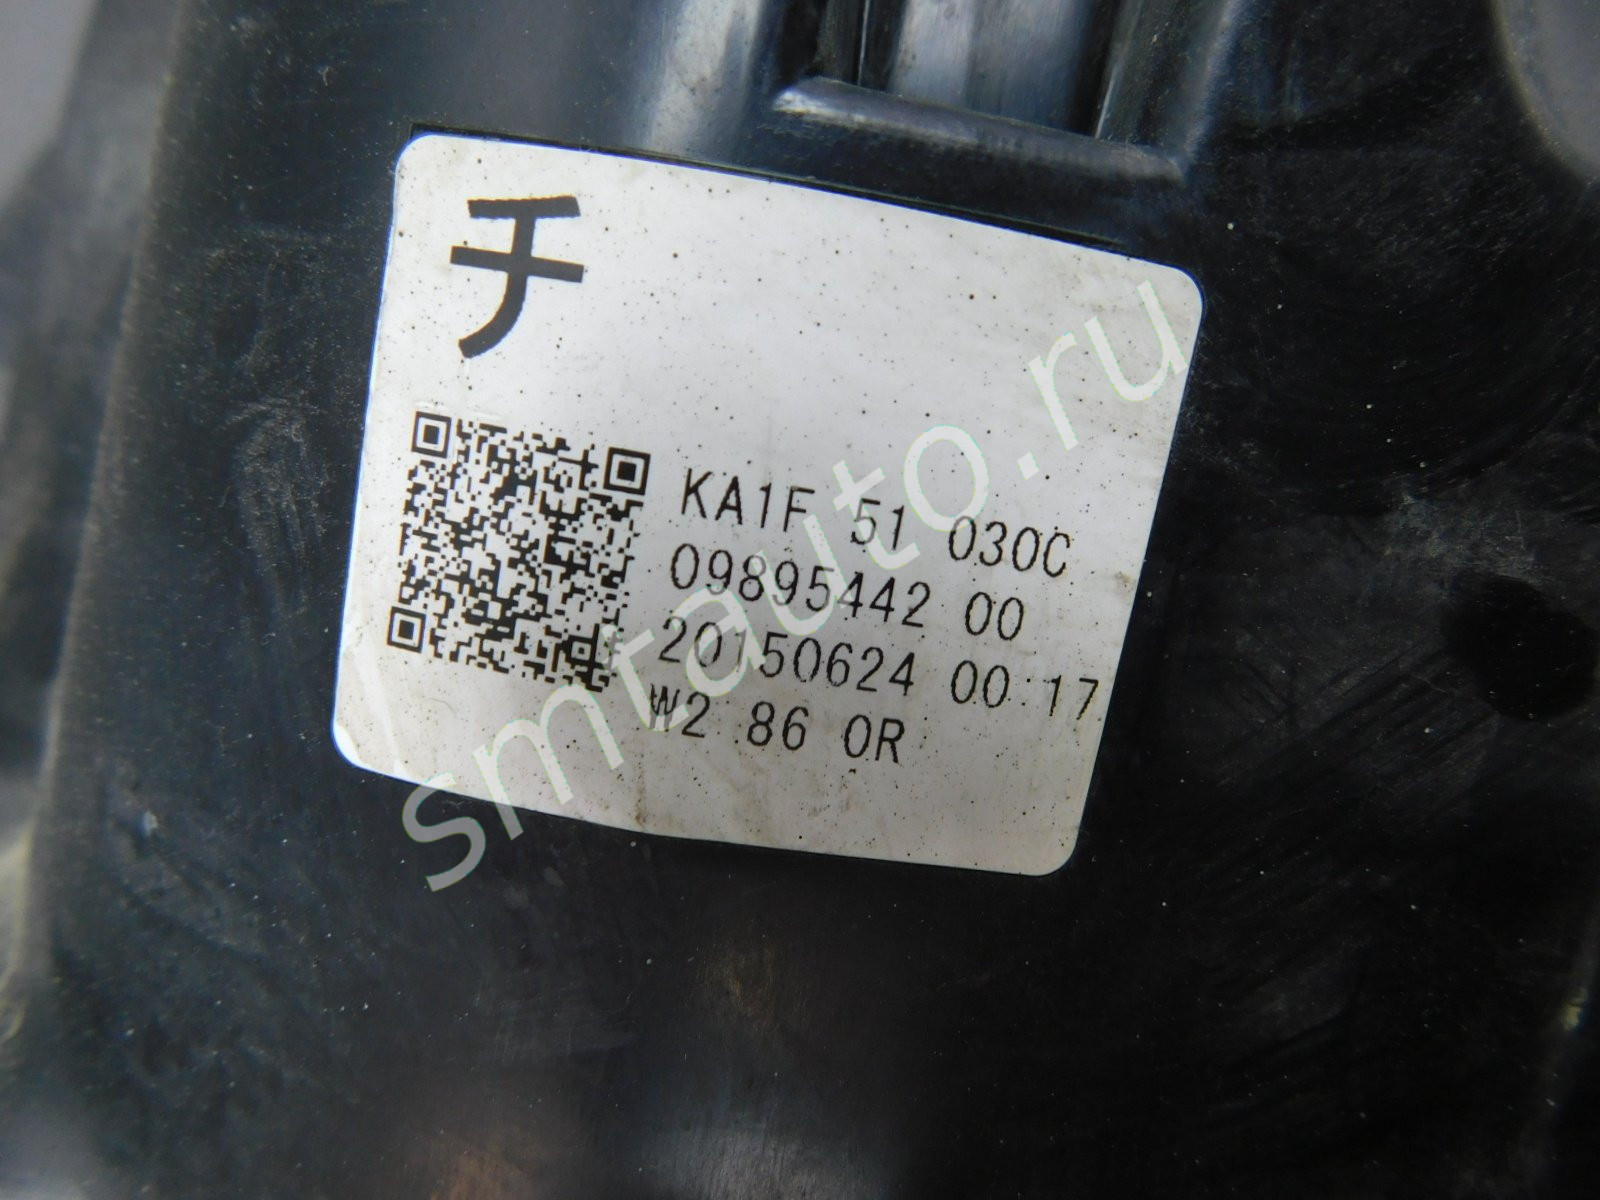 チ
KA1F 51 030C
09895442 00
20150624 00:17
W2 86 0R
smtauto.ru